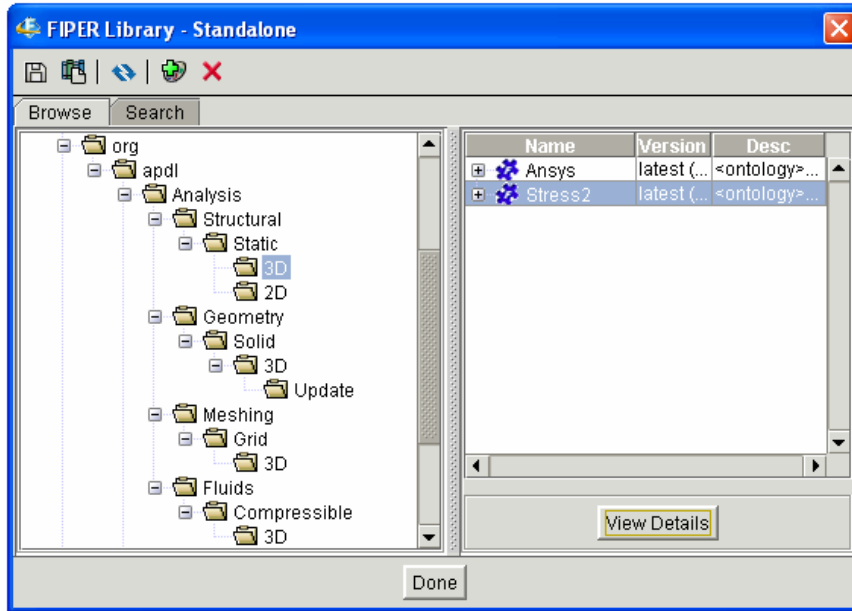 FIPER Library - Standalone
Browse Search
org
apdl
Analysis
Structural
Static
3D
2D
Geometry
Solid
3D
Update
Meshing
Grid
3D
Fluids
Compressible
3D
Name Version Desc
Ansys latest (... <ontology>...
Stress2 latest (... <ontology>...
View Details
Done